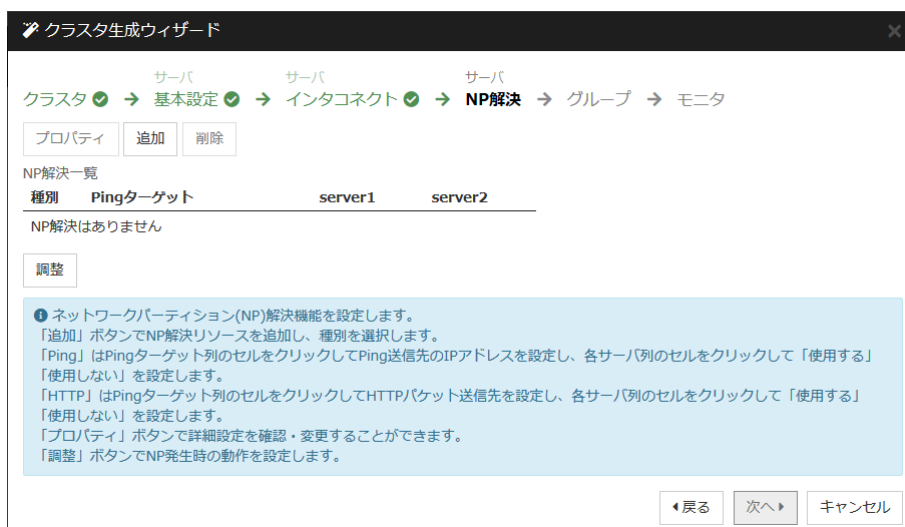 クラスタ生成ウィザード
サーバ サーバ サーバ
クラスタ → 基本設定 → インタコネクト → NP解決 → グループ → モニタ
プロパティ 追加 削除
NP解決一覧
種別 Pingターゲット server1 server2
NP解決はありません
調整
ネットワークパーティション(NP)解決機能を設定します。
「追加」ボタンでNP解決リソースを追加し、種別を選択します。
「Ping」はPingターゲット列のセルをクリックしてPing送信先のIPアドレスを設定し、各サーバ列のセルをクリックして「使用する」
「使用しない」を設定します。
「HTTP」はPingターゲット列のセルをクリックしてHTTPパケット送信先を設定し、各サーバ列のセルをクリックして「使用する」
「使用しない」を設定します。
「プロパティ」ボタンで詳細設定を確認・変更することができます。
「調整」ボタンでNP発生時の動作を設定します。
戻る 次へ キャンセル